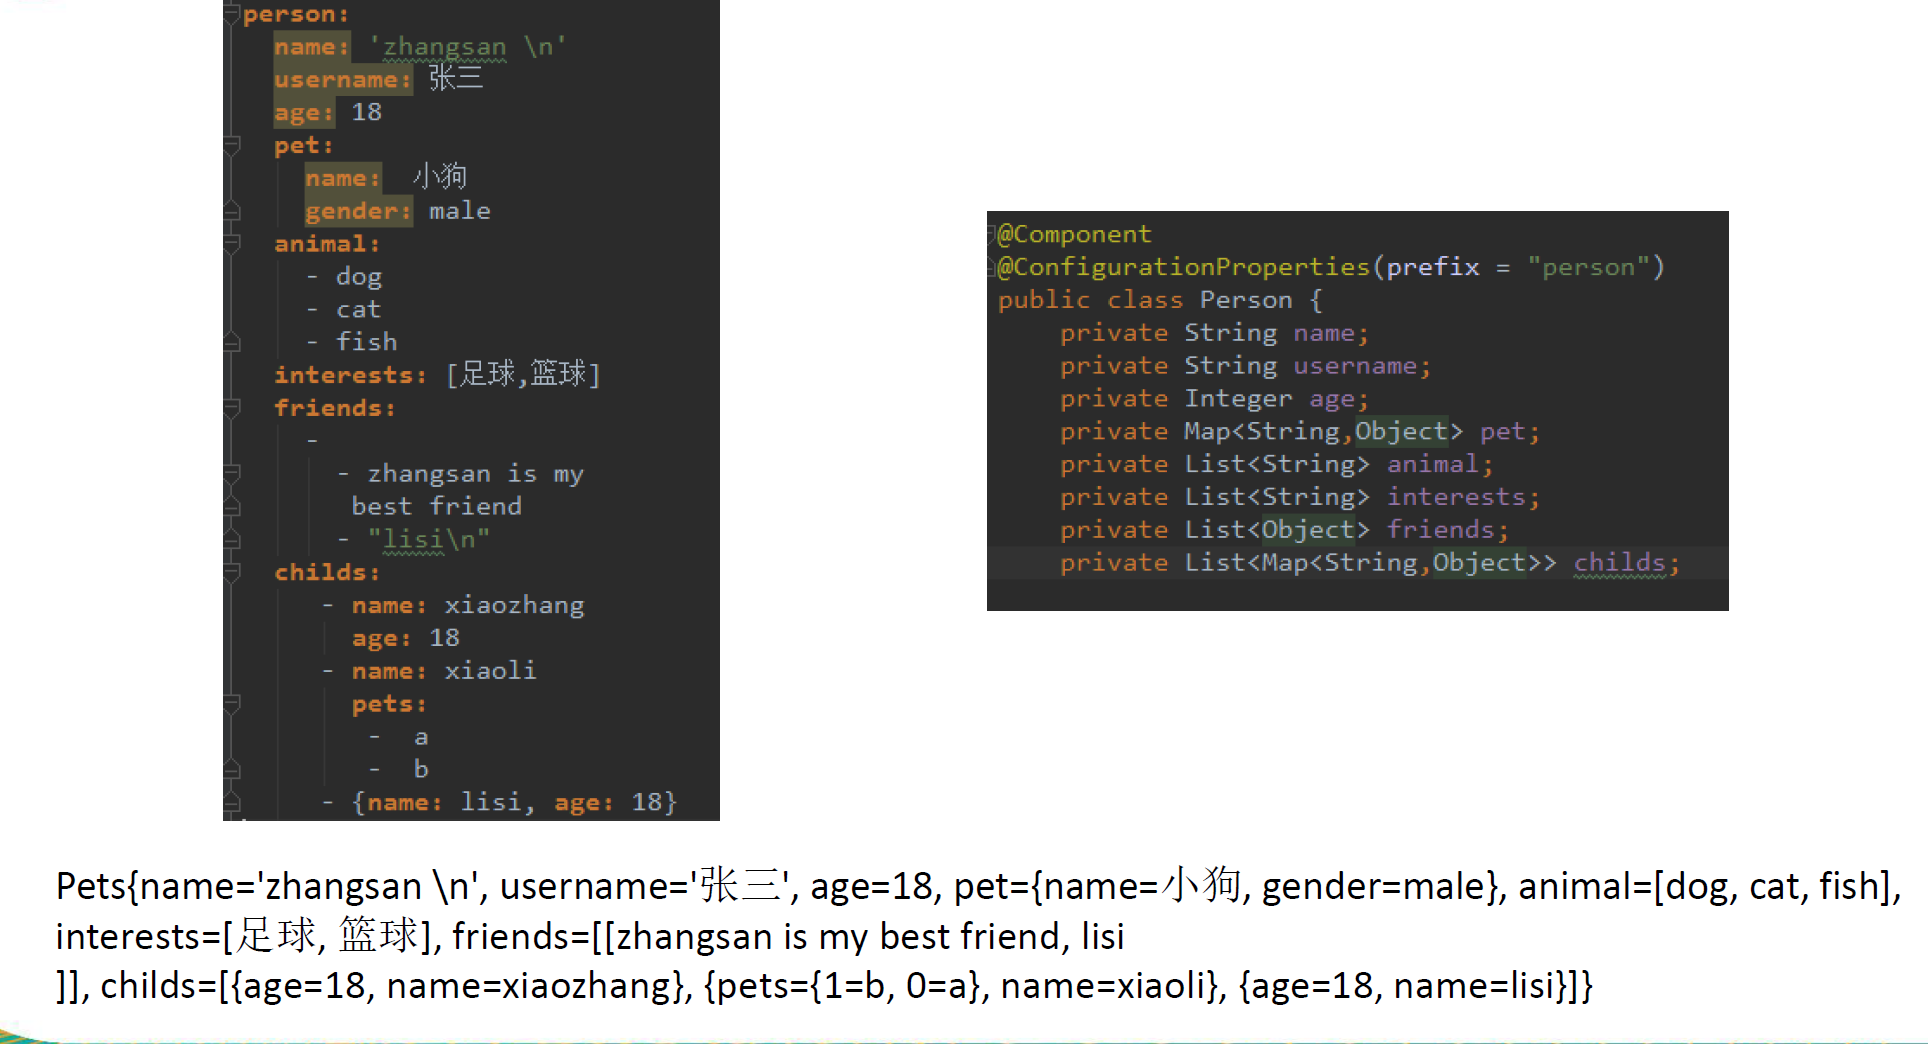 person:
  name: 'zhangsan \n'
  username: 张三
  age: 18
  pet:
    name:  小狗
    gender: male
  animal:
    - dog
    - cat
    - fish
  interests: [足球,篮球]
  friends:
    -
      - zhangsan is my
       best friend
      - "lisi\n"
  childs:
     - name: xiaozhang
       age: 18
     - name: xiaoli
       pets:
        -  a
        -  b
     - {name: lisi, age: 18}
@Component
@ConfigurationProperties(prefix = "person")
public class Person {
    private String name;
    private String username;
    private Integer age;
    private Map<String,Object> pet;
    private List<String> animal;
    private List<String> interests;
    private List<Object> friends;
    private List<Map<String,Object>> childs;
Pets{name='zhangsan \n', username='张三', age=18, pet={name=小狗, gender=male}, animal=[dog, cat, fish],
interests=[足球, 篮球], friends=[[zhangsan is my best friend, lisi
]], childs=[{age=18, name=xiaozhang}, {pets={1=b, 0=a}, name=xiaoli}, {age=18, name=lisi}]}